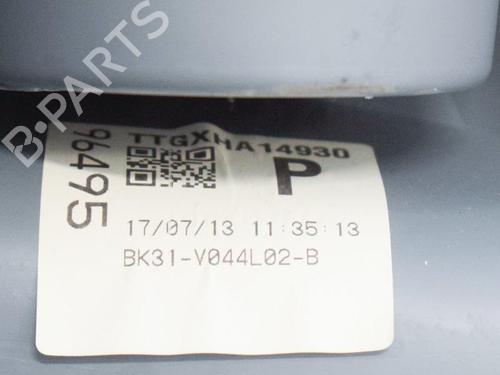 B-PARTS
TTGXHA14930
96495
P
17/07/13 11:35:13
BK31-V044L02-B